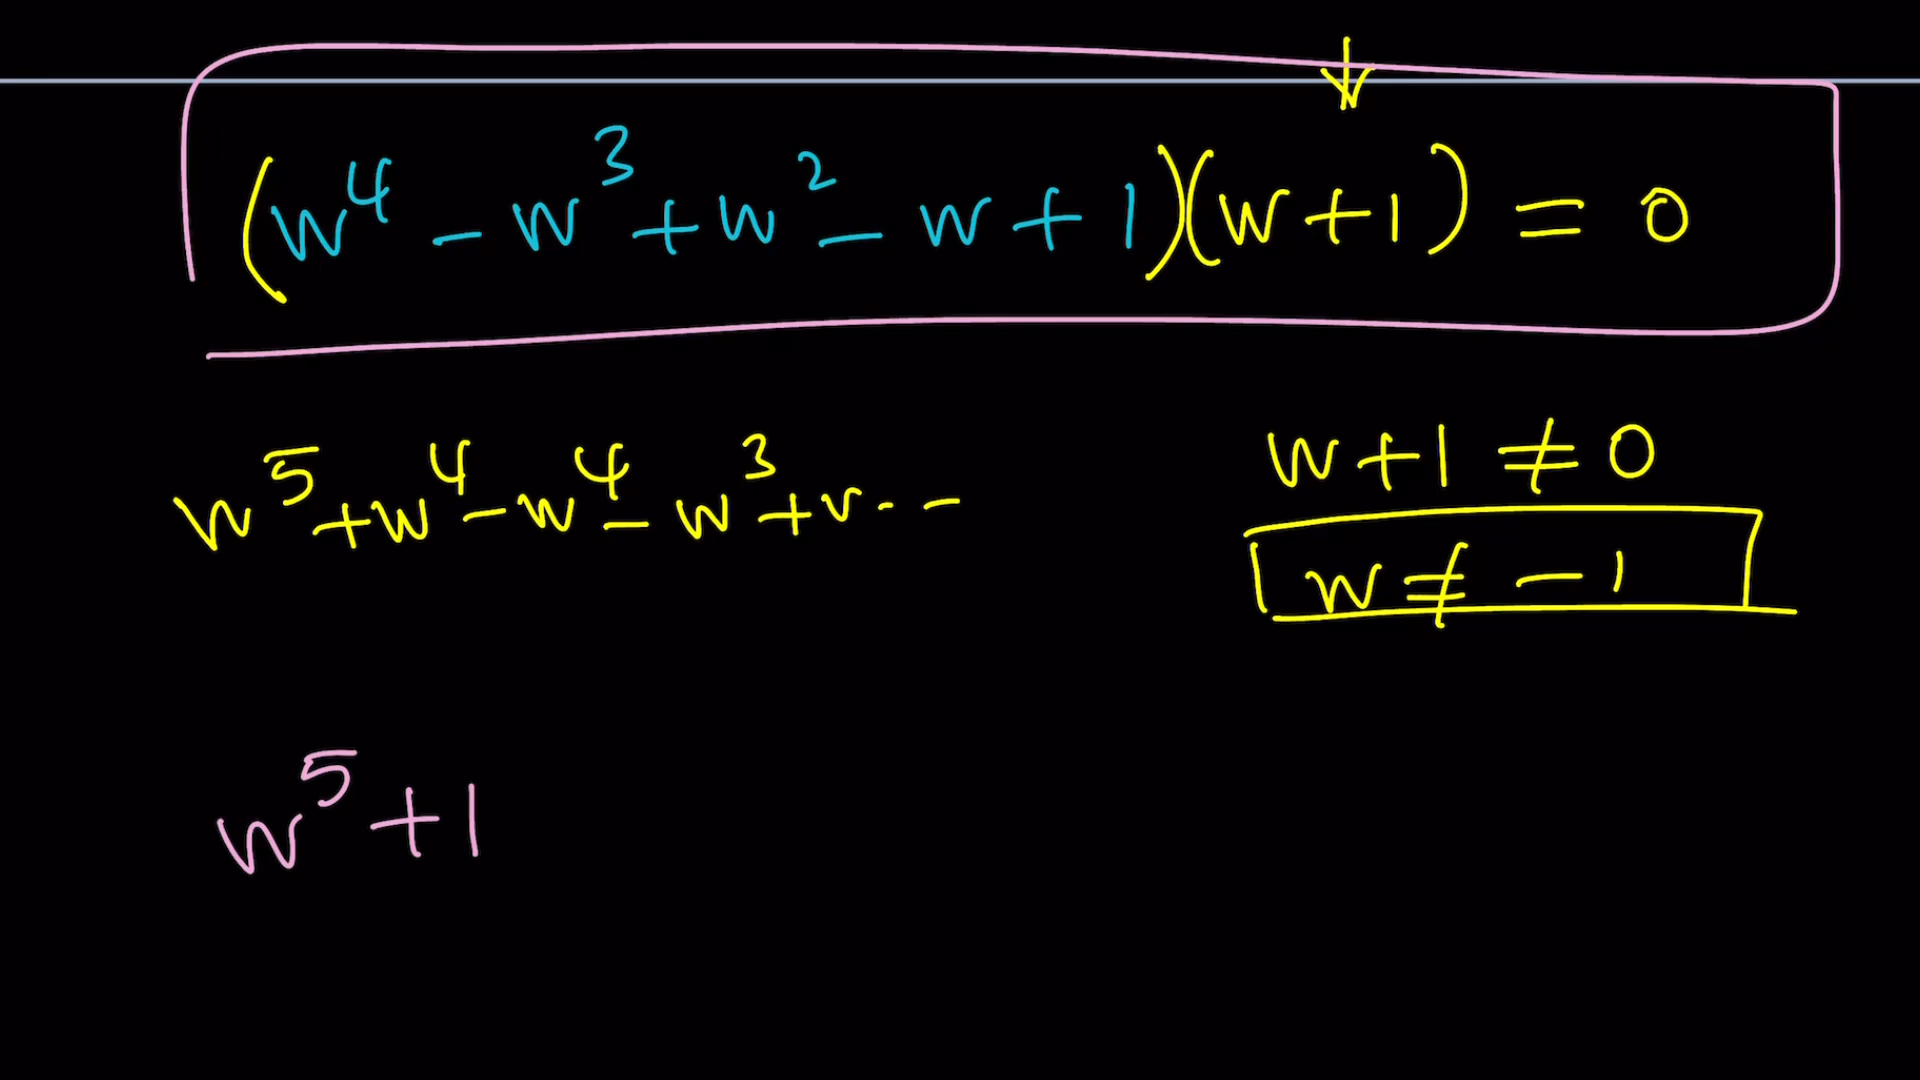 (w⁴ - w³ + w² - w + 1)(w + 1) = 0
w⁵ + w⁴ - w⁴ - w³ + v - -
w + 1 ≠ 0
w ≠ - 1
w⁵ + 1